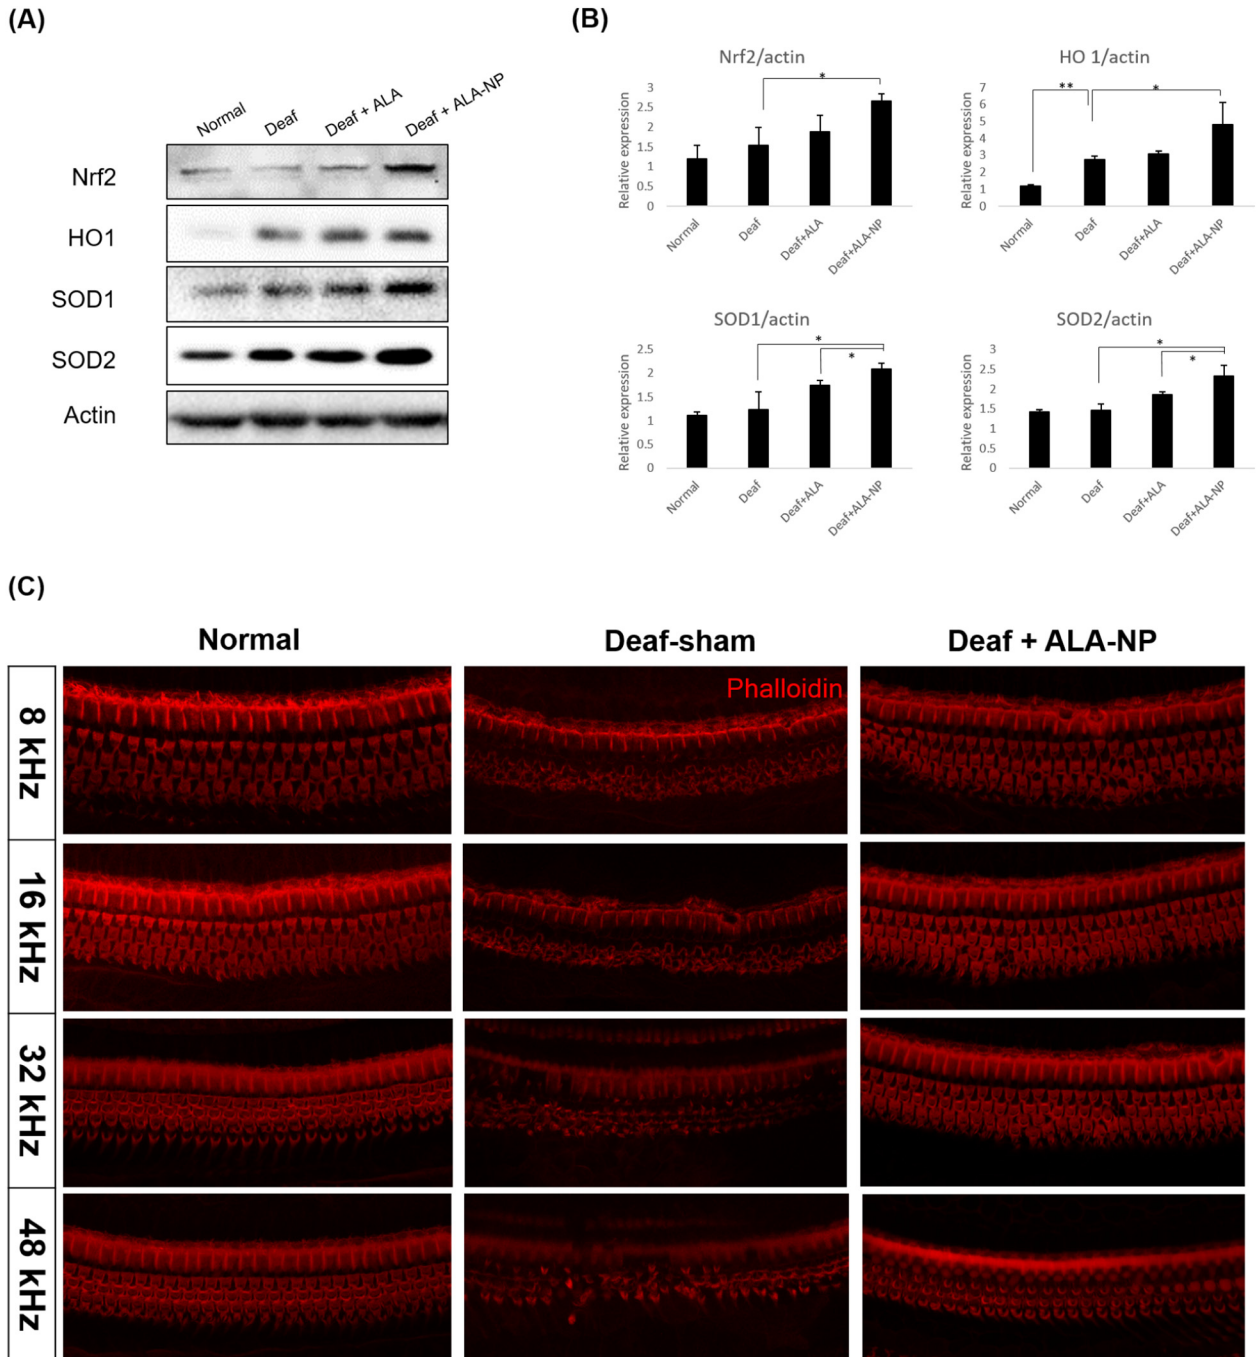 (A)
Normal
Deaf
Deaf + ALA
Deaf + ALA-NP
Nrf2
HO1
SOD1
SOD2
Actin
(B)
Nrf2/actin
*
Relative expression
3
2.5
2
1.5
1
0.5
0
Normal
Deaf
Deaf+ALA
Deaf+ALA-NP
HO 1/actin
**
*
Relative expression
7
6
5
4
3
2
1
0
Normal
Deaf
Deaf+ALA
Deaf+ALA-NP
SOD1/actin
*
*
Relative expression
2.5
2
1.5
1
0.5
0
Normal
Deaf
Deaf+ALA
Deaf+ALA-NP
SOD2/actin
*
*
Relative expression
3
2.5
2
1.5
1
0.5
0
Normal
Deaf
Deaf+ALA
Deaf+ALA-NP
(C)
Normal
Deaf-sham
Deaf + ALA-NP
Phalloidin
8 kHz
16 kHz
32 kHz
48 kHz